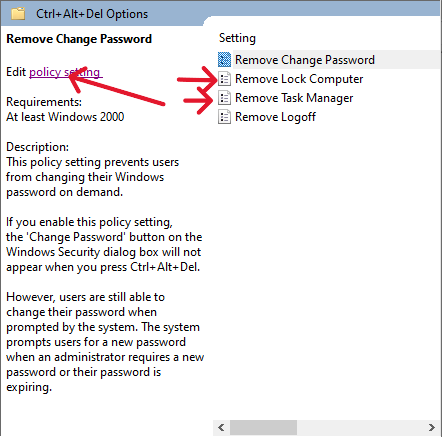 Ctrl+Alt+Del Options
Remove Change Password
Edit policy setting
Requirements:
At least Windows 2000
Description:
This policy setting prevents users
from changing their Windows
password on demand.
If you enable this policy setting,
the 'Change Password' button on the
Windows Security dialog box will not
appear when you press Ctrl+Alt+Del.
However, users are still able to
change their password when
prompted by the system. The system
prompts users for a new password
when an administrator requires a new
password or their password is
expiring.
Setting
Remove Change Password
Remove Lock Computer
Remove Task Manager
Remove Logoff